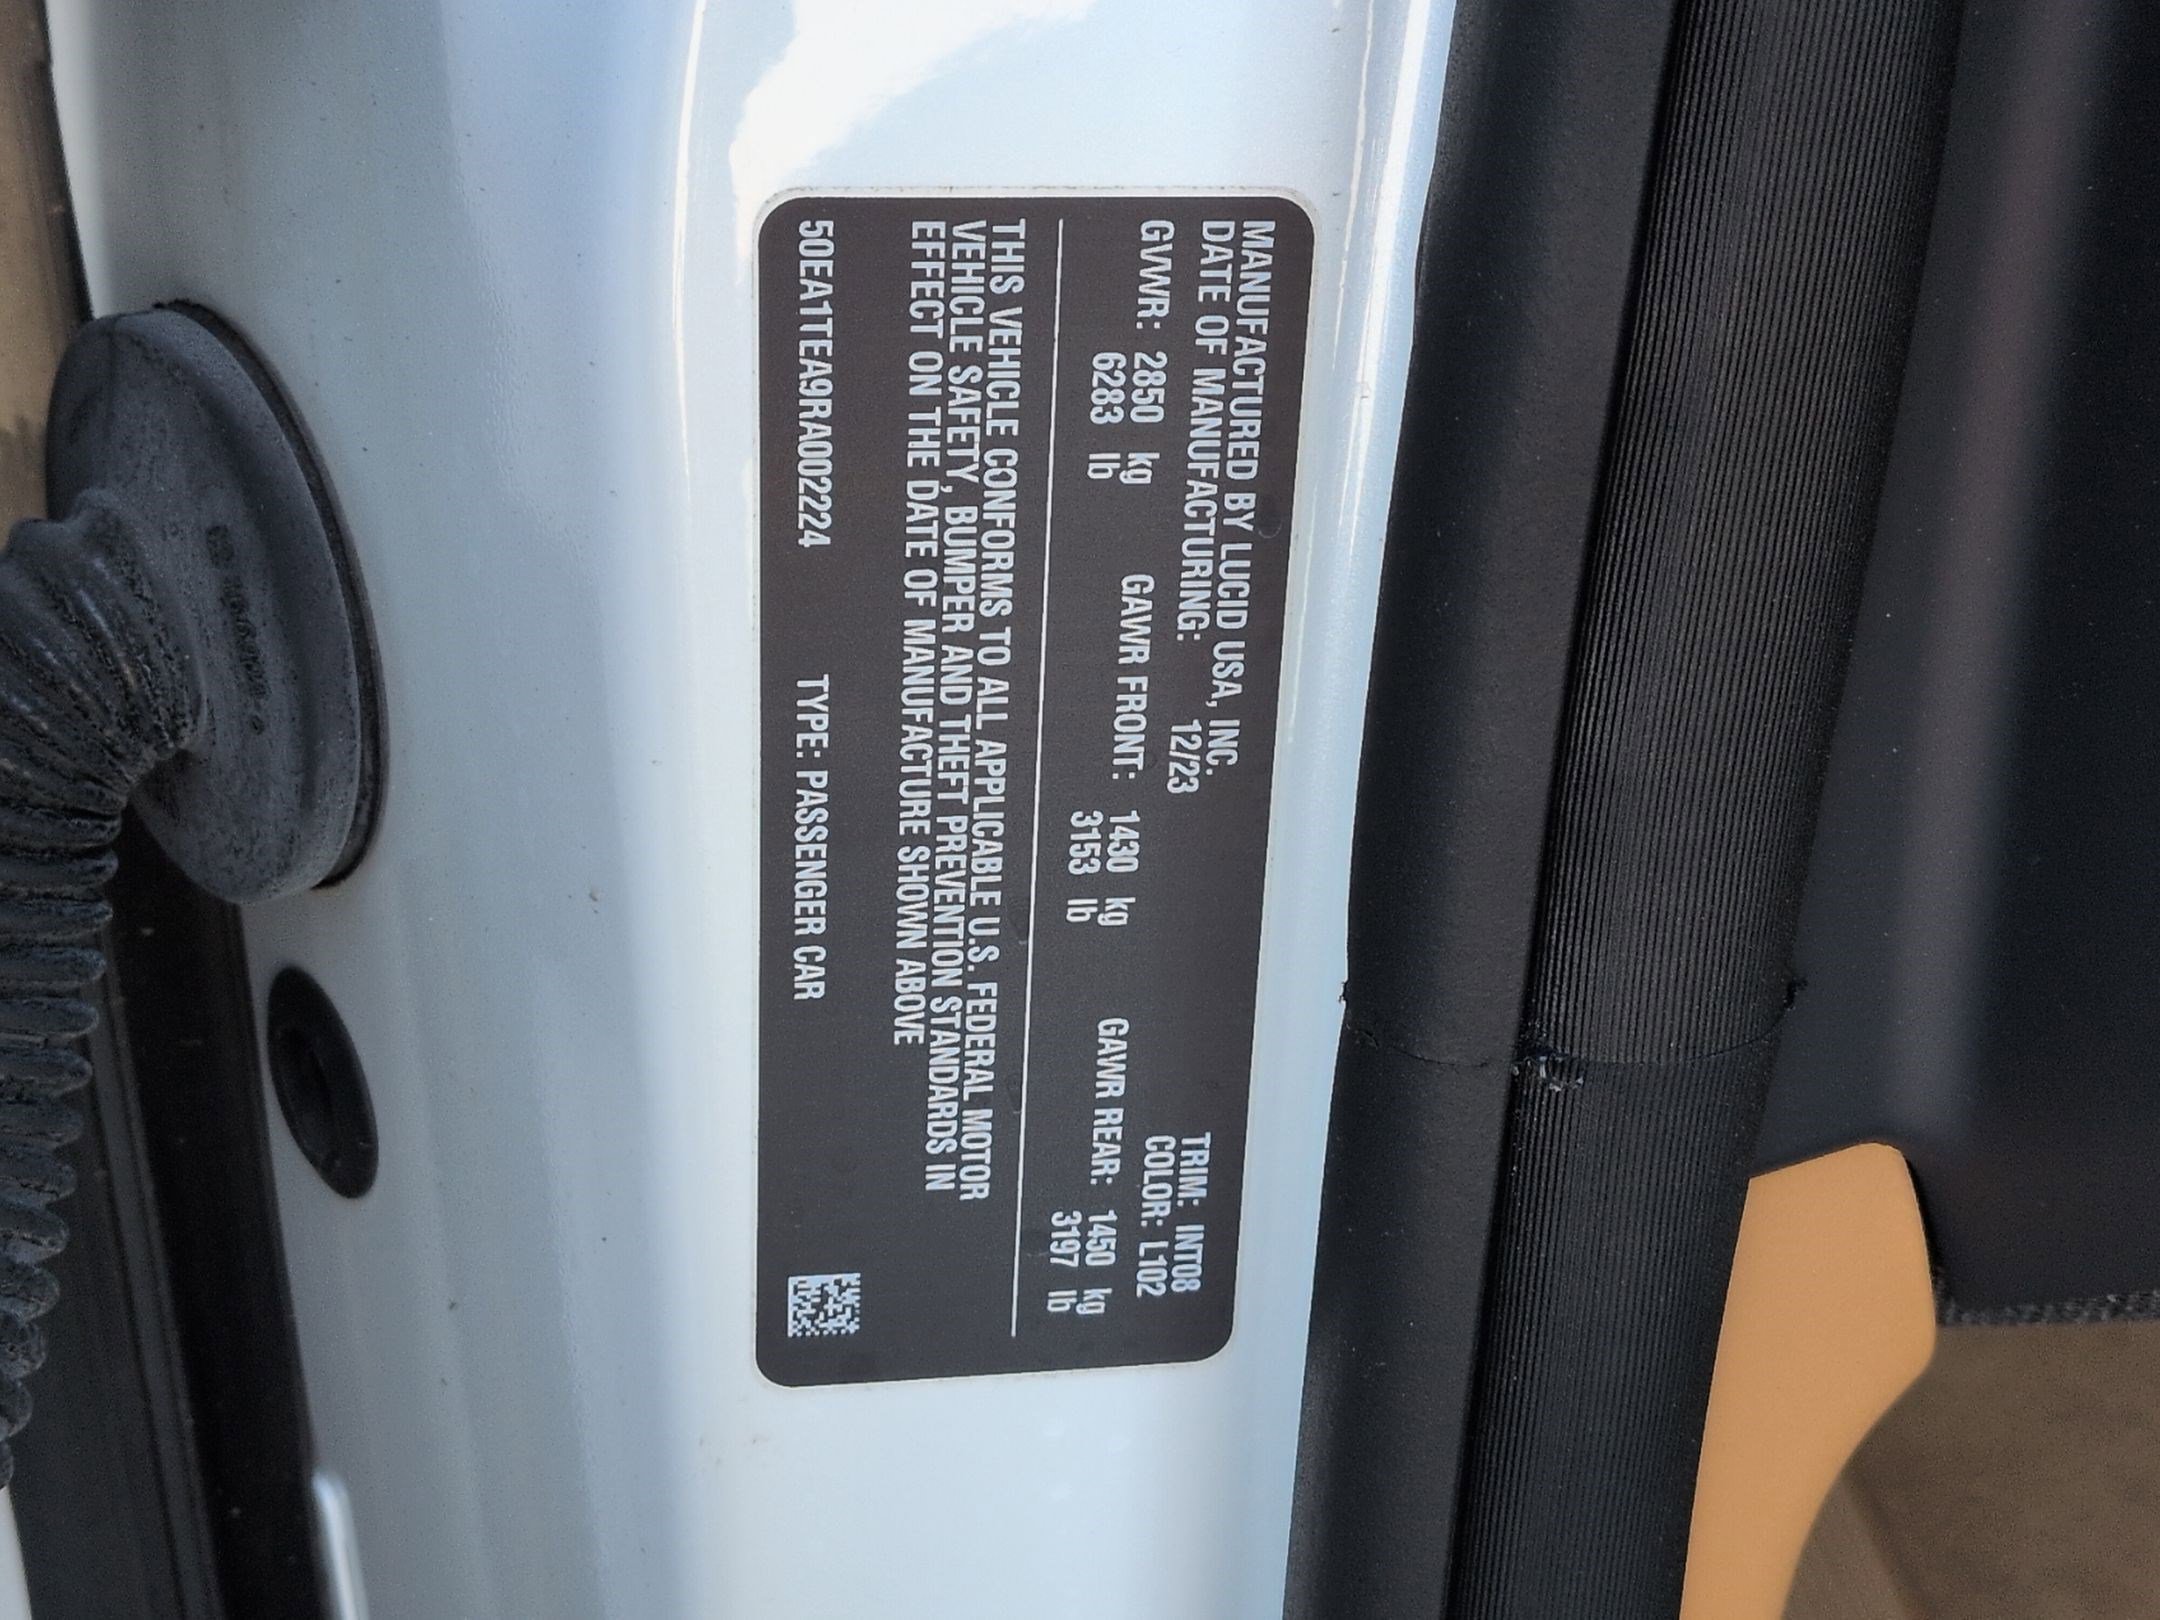 MANUFACTURED BY LUCID USA, INC.
DATE OF MANUFACTURING: 12/23 TRIM: INT08
COLOR: L102
GVWR: 2850 kg GAWR FRONT: 1430 kg GAWR REAR: 1450 kg
6283 lb 3153 lb 3197 lb
THIS VEHICLE CONFORMS TO ALL APPLICABLE U.S. FEDERAL MOTOR
VEHICLE SAFETY, BUMPER AND THEFT PREVENTION STANDARDS IN
EFFECT ON THE DATE OF MANUFACTURE SHOWN ABOVE
50EA1TEA9RA002224 TYPE: PASSENGER CAR